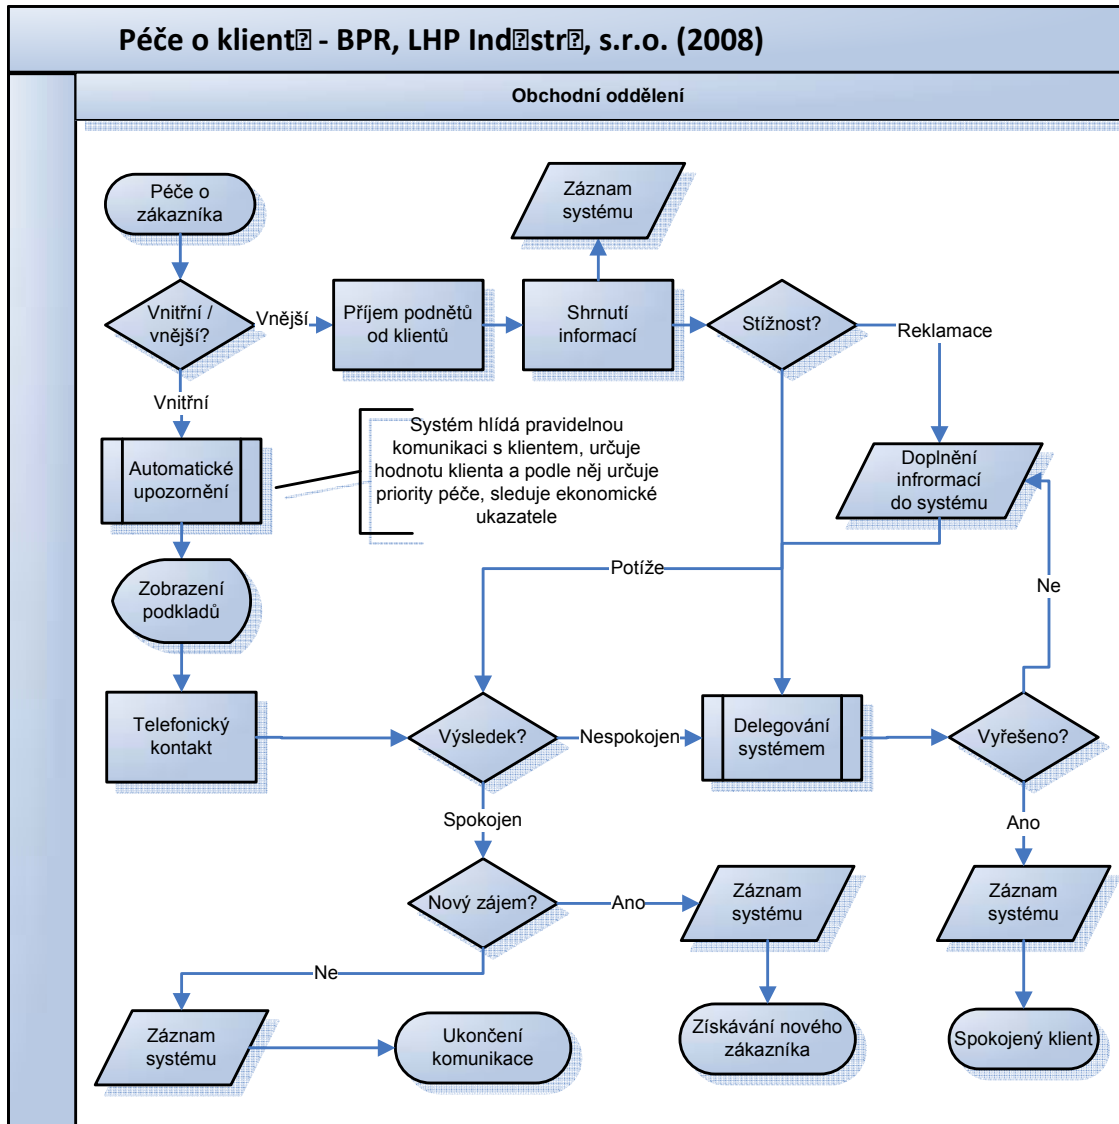 Péče o klient⍰ - BPR, LHP Ind⍰str⍰, s.r.o. (2008)
Obchodní oddělení
Péče o
zákazníka
Záznam
systému
Vnitřní /
vnější?
Vnější
Příjem podnětů
od klientů
Shrnutí
informací
Stížnost?
Reklamace
Vnitřní
Automatické
upozornění
Systém hlídá pravidelnou
komunikaci s klientem, určuje
hodnotu klienta a podle něj určuje
priority péče, sleduje ekonomické
ukazatele
Doplnění
infrormací
do systému
Potíže
Ne
Zobrazení
podkladů
Telefonický
kontakt
Výsledek?
Nespokojen
Delegování
systémem
Vyřešeno?
Spokojen
Ano
Nový zájem?
Ano
Záznam
systému
Záznam
systému
Ne
Záznam
systému
Ukončení
komunikace
Získávání nového
zákazníka
Spokojený klient